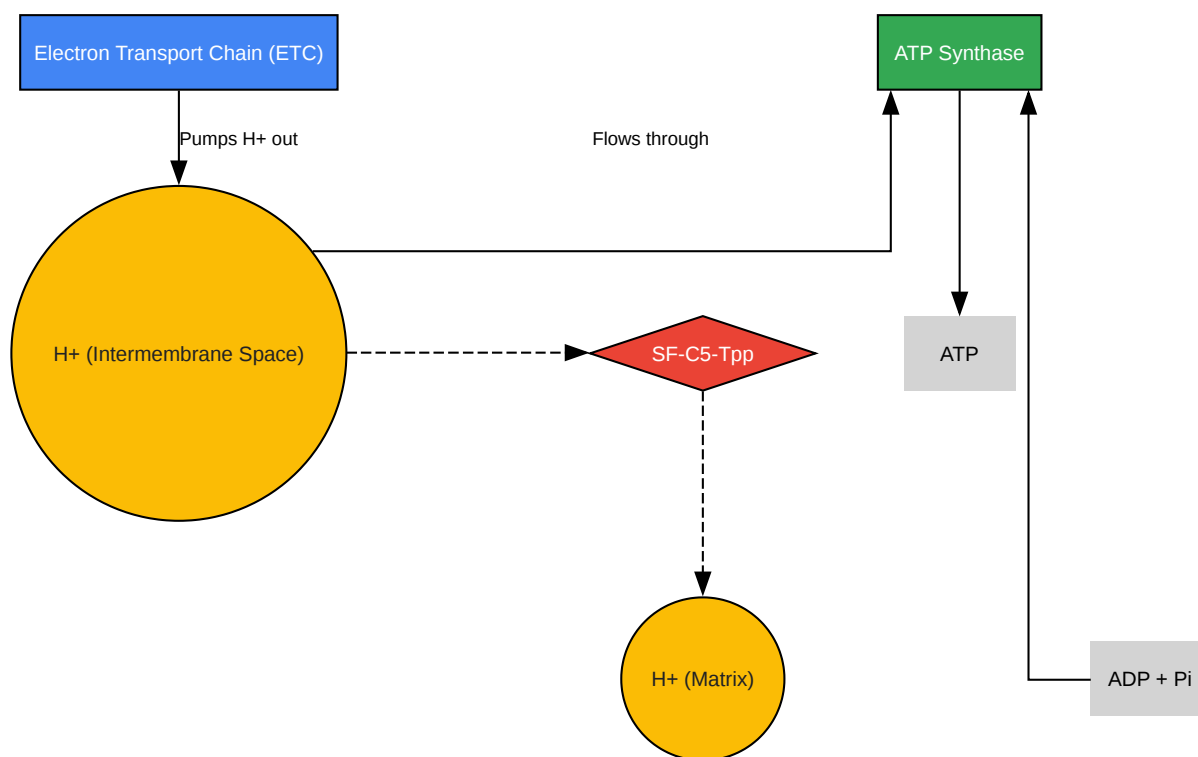 Electron Transport Chain (ETC)
ATP Synthase
Pumps H+ out
Flows through
H+ (Intermembrane Space)
SF-C5-Tpp
ATP
H+ (Matrix)
ADP + Pi